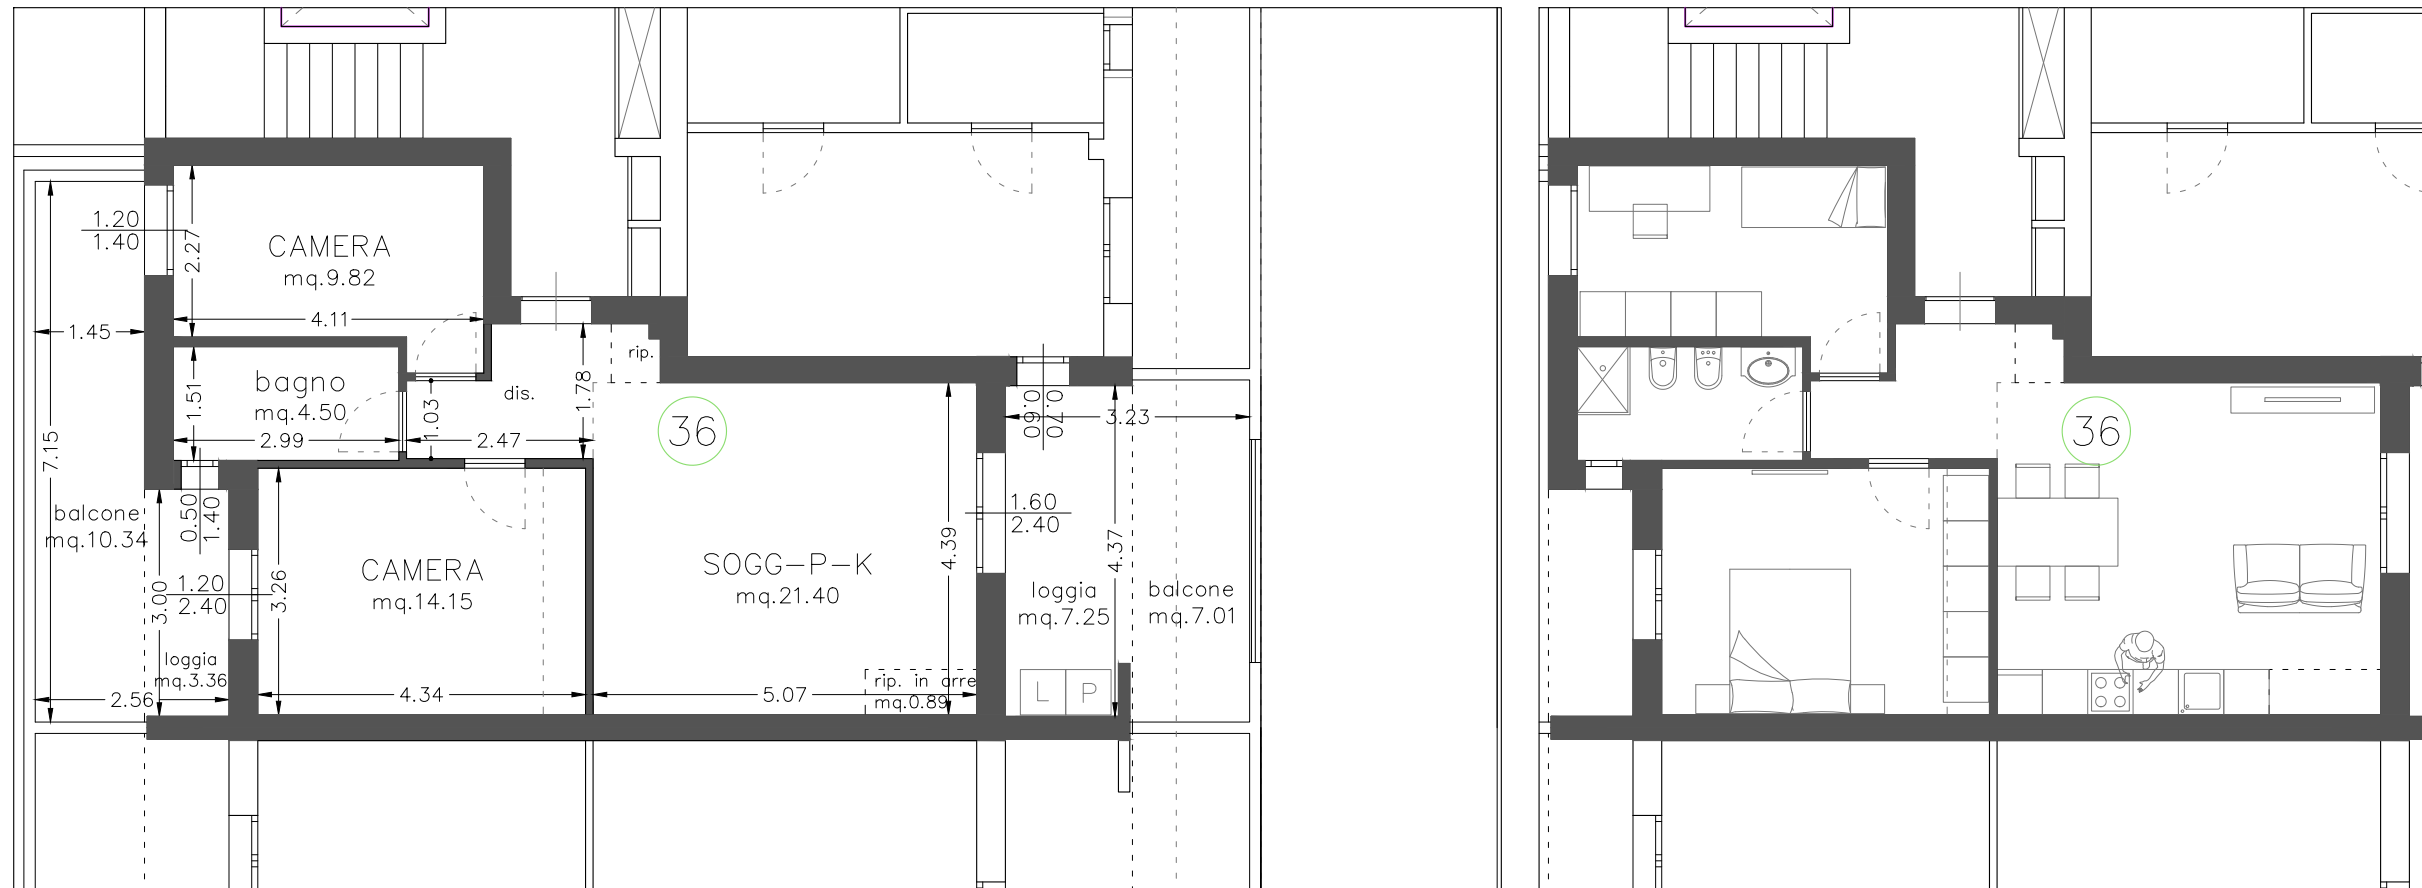 1.20
1.40
2.27
CAMERA
mq.9.82
4.11
1.45
rip.
1.78
dis.
bagno
mq.4.50
1.51
2.99
1.03
2.47
36
0.60
0.70
3.23
7.15
balcone
mq.10.34
0.50
1.40
1.20
2.40
3.00
3.26
CAMERA
mq.14.15
SOGG-P-K
mq.21.40
4.39
1.60
2.40
4.37
loggia
mq.7.25
balcone
mq.7.01
loggia
mq.3.36
2.56
4.34
5.07
rip. in arre
mq.0.89
L P
36